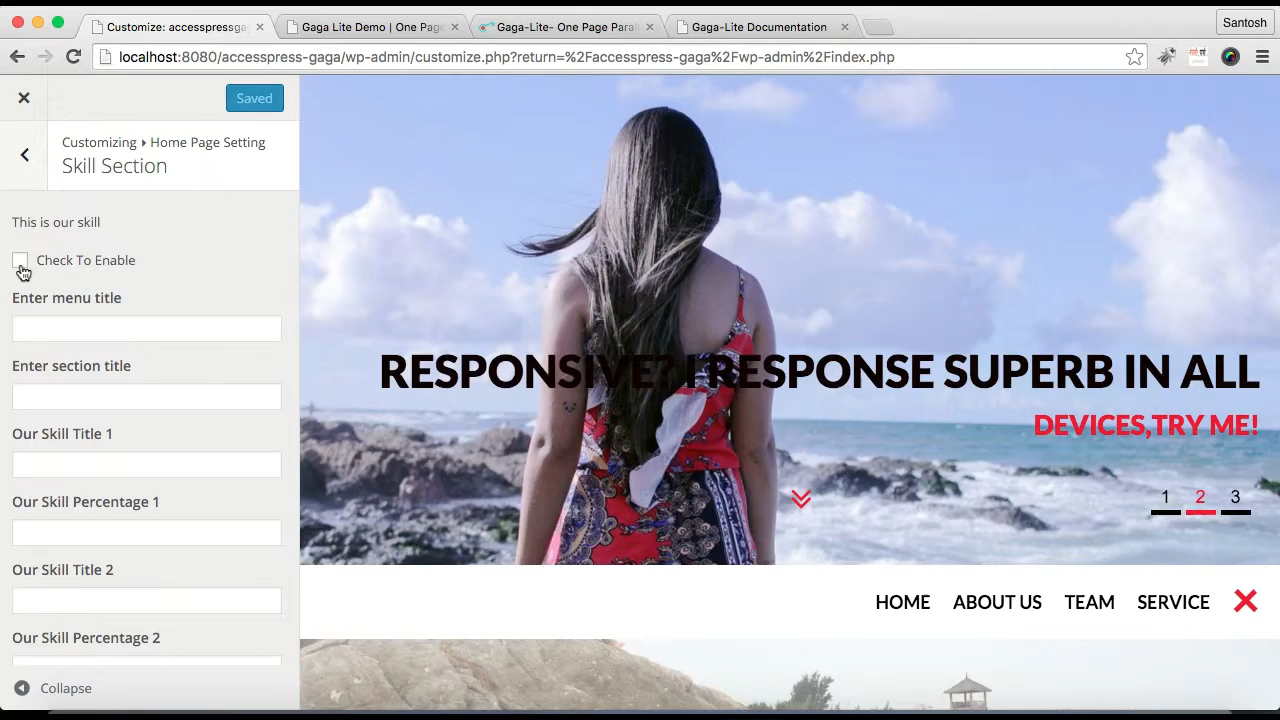 Customize: accesspressga
Gaga Lite Demo | One Page
Gaga-Lite- One Page Paral
Gaga-Lite Documentation
Santosh
localhost:8080/accesspress-gaga/wp-admin/customize.php?return=%2Faccesspress-gaga%2Fwp-admin%2Findex.php
Saved
Customizing Home Page Setting
Skill Section
This is our skill
Check To Enable
Enter menu title
Enter section title
Our Skill Title 1
Our Skill Percentage 1
Our Skill Title 2
Our Skill Percentage 2
Collapse
RESPONSIVE? I RESPONSE SUPERB IN ALL
DEVICES,TRY ME!
1 2 3
HOME ABOUT US TEAM SERVICE